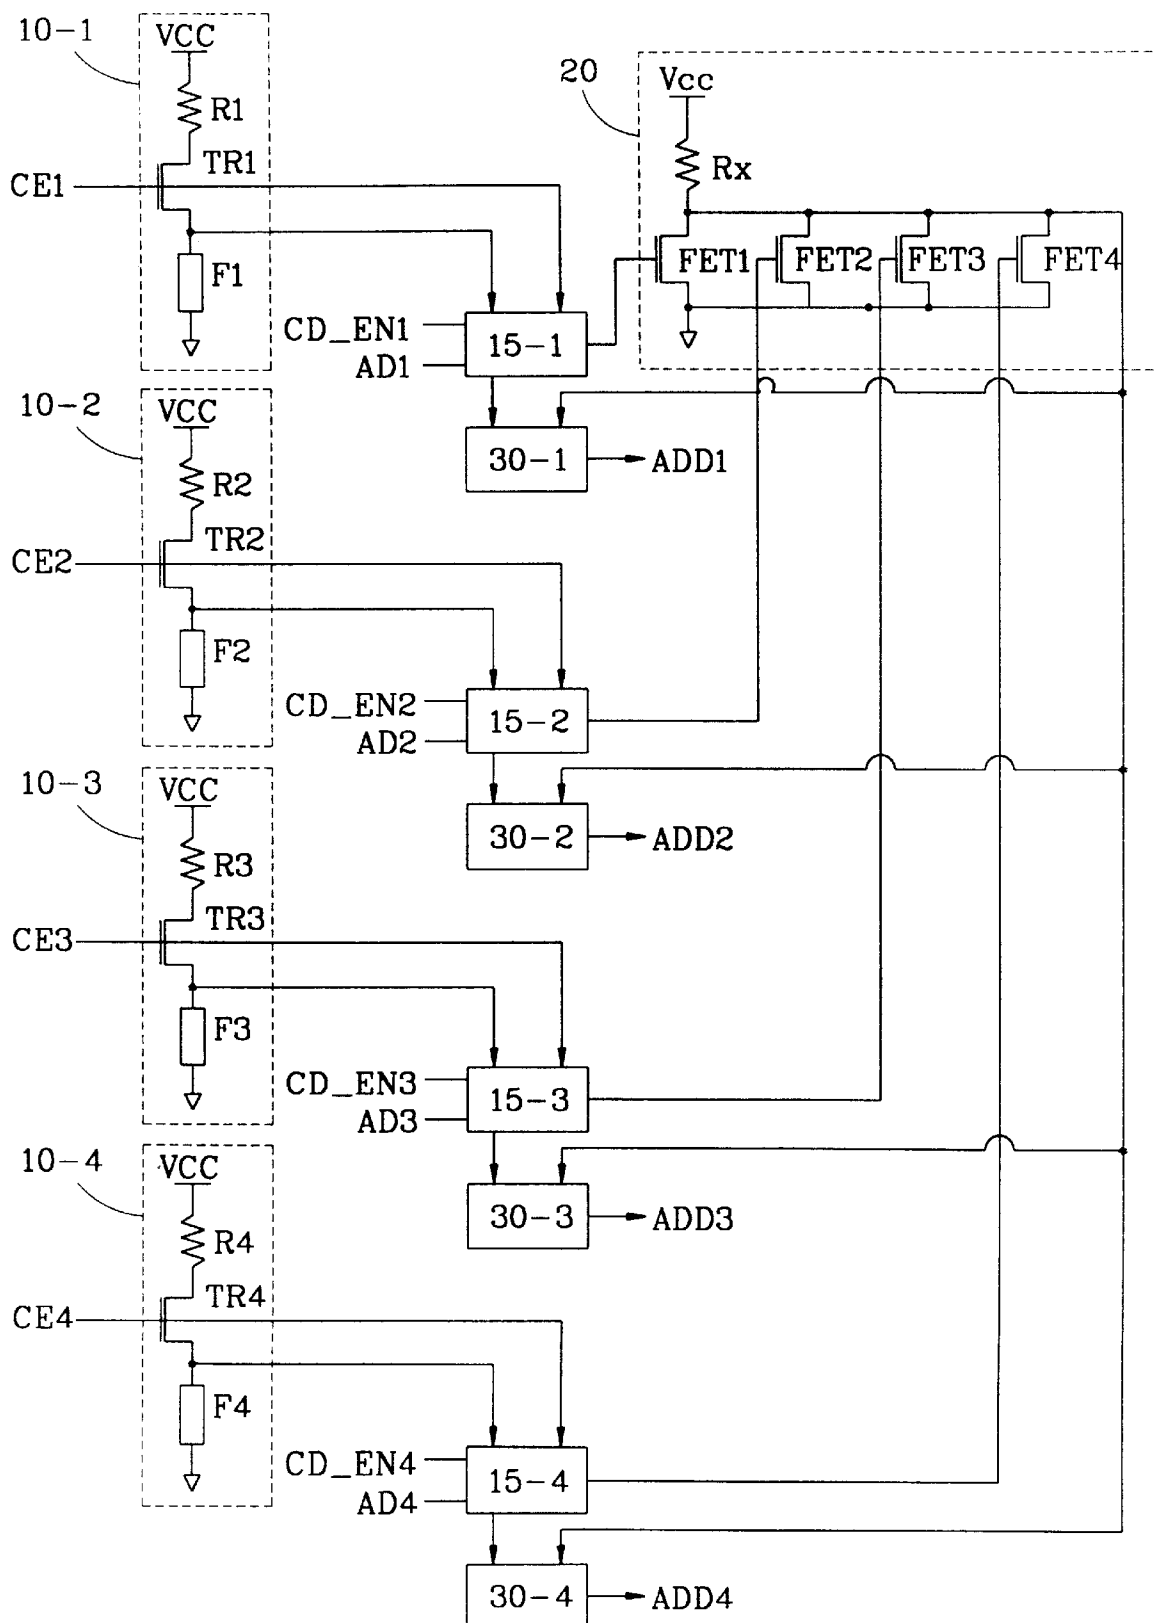 10-1
VCC
R1
TR1
CE1
F1
CD_EN1
AD1
15-1
30-1
ADD1
20
Vcc
Rx
FET1
FET2
FET3
FET4
10-2
VCC
R2
TR2
CE2
F2
CD_EN2
AD2
15-2
30-2
ADD2
10-3
VCC
R3
TR3
CE3
F3
CD_EN3
AD3
15-3
30-3
ADD3
10-4
VCC
R4
TR4
CE4
F4
CD_EN4
AD4
15-4
30-4
ADD4